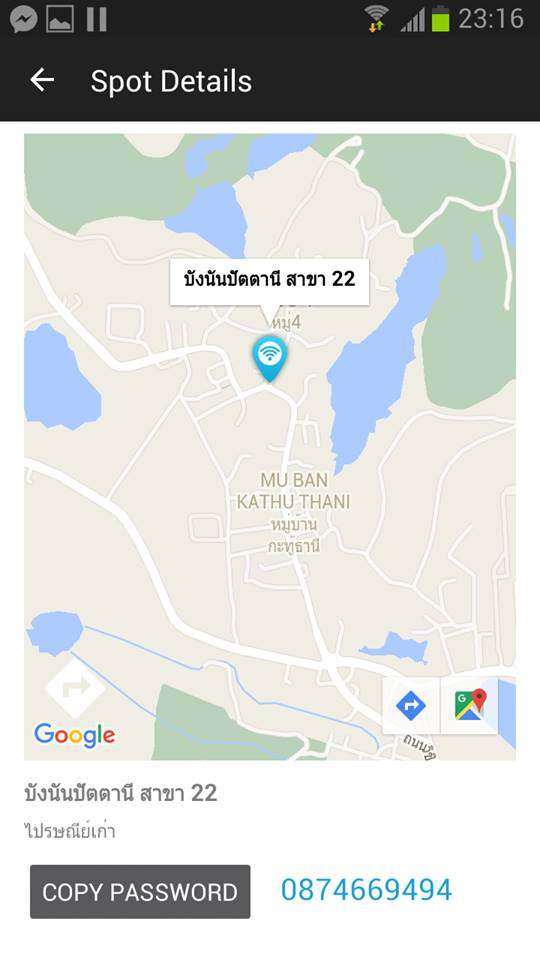 23:16
Spot Details
บังนันปัตตานี สาขา 22
หมู่4
MU BAN
KATHU THANI
หมู่บ้าน
กะทู้ธานี
Google
บังนันปัตตานี สาขา 22
ไปรษณีย์เก่า
COPY PASSWORD
0874669494